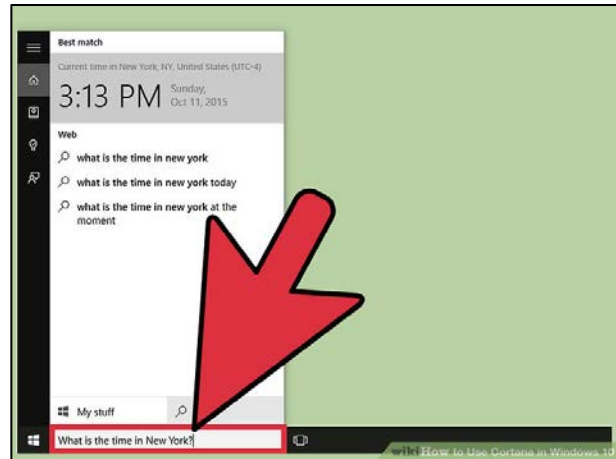 Best match
Current time in New York, NY, United States (UTC-4)
3:13 PM
Sunday,
Oct 11, 2015
Web
what is the time in new york
what is the time in new york today
what is the time in new york at the
moment
My stuff
What is the time in New York?
wikiHow to Use Cortana in Windows 10